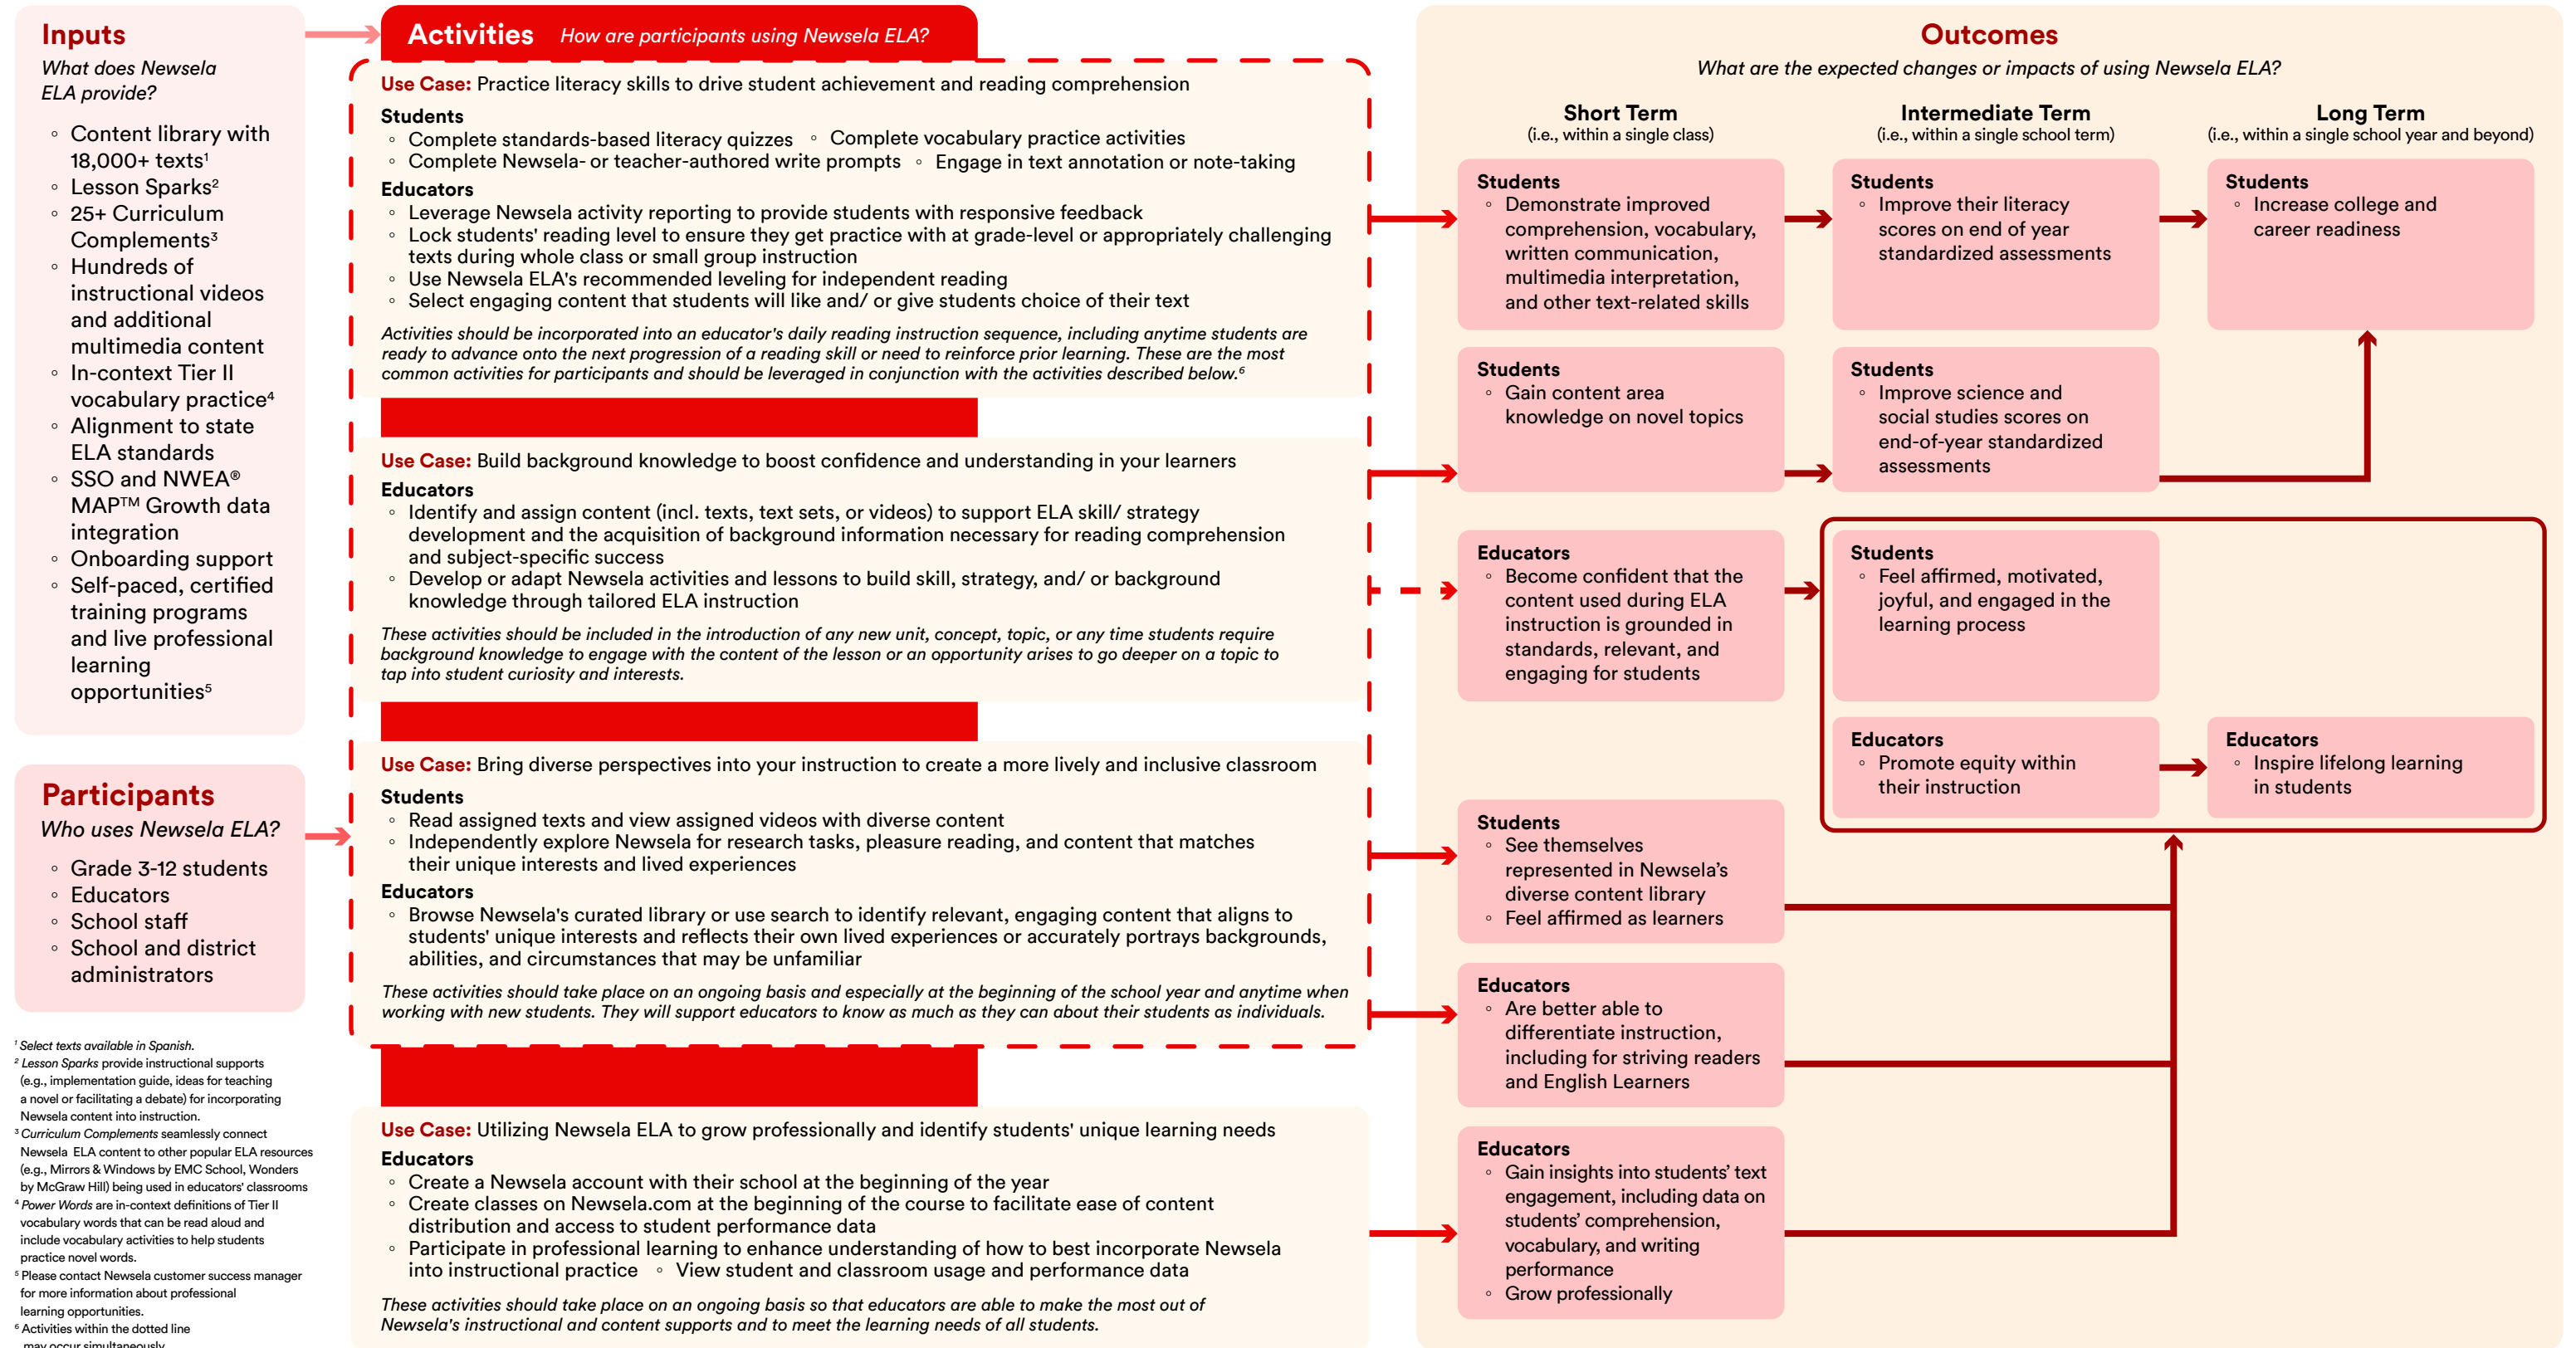 Inputs
What does Newsela
ELA provide?
◦ Content library with
18,000+ texts¹
◦ Lesson Sparks²
◦ 25+ Curriculum
Complements³
◦ Hundreds of
instructional videos
and additional
multimedia content
◦ In-context Tier II
vocabulary practice⁴
◦ Alignment to state
ELA standards
◦ SSO and NWEA®
MAP™ Growth data
integration
◦ Onboarding support
◦ Self-paced, certified
training programs
and live professional
learning
opportunities⁵
Participants
Who uses Newsela ELA?
◦ Grade 3-12 students
◦ Educators
◦ School staff
◦ School and district
administrators
¹ Select texts available in Spanish.
² Lesson Sparks provide instructional supports
(e.g., implementation guide, ideas for teaching
a novel or facilitating a debate) for incorporating
Newsela content into instruction.
³ Curriculum Complements seamlessly connect
Newsela ELA content to other popular ELA resources
(e.g., Mirrors & Windows by EMC School, Wonders
by McGraw Hill) being used in educators' classrooms
⁴ Power Words are in-context definitions of Tier II
vocabulary words that can be read aloud and
include vocabulary activities to help students
practice novel words.
⁵ Please contact Newsela customer success manager
for more information about professional
learning opportunities.
⁶ Activities within the dotted line
may occur simultaneously
Activities How are participants using Newsela ELA?
Use Case: Practice literacy skills to drive student achievement and reading comprehension
Students
◦ Complete standards-based literacy quizzes ◦ Complete vocabulary practice activities
◦ Complete Newsela- or teacher-authored write prompts ◦ Engage in text annotation or note-taking
Educators
◦ Leverage Newsela activity reporting to provide students with responsive feedback
◦ Lock students' reading level to ensure they get practice with at grade-level or appropriately challenging
texts during whole class or small group instruction
◦ Use Newsela ELA's recommended leveling for independent reading
◦ Select engaging content that students will like and/ or give students choice of their text
Activities should be incorporated into an educator's daily reading instruction sequence, including anytime students are
ready to advance onto the next progression of a reading skill or need to reinforce prior learning. These are the most
common activities for participants and should be leveraged in conjunction with the activities described below.⁶
Use Case: Build background knowledge to boost confidence and understanding in your learners
Educators
◦ Identify and assign content (incl. texts, text sets, or videos) to support ELA skill/ strategy
development and the acquisition of background information necessary for reading comprehension
and subject-specific success
◦ Develop or adapt Newsela activities and lessons to build skill, strategy, and/ or background
knowledge through tailored ELA instruction
These activities should be included in the introduction of any new unit, concept, topic, or any time students require
background knowledge to engage with the content of the lesson or an opportunity arises to go deeper on a topic to
tap into student curiosity and interests.
Use Case: Bring diverse perspectives into your instruction to create a more lively and inclusive classroom
Students
◦ Read assigned texts and view assigned videos with diverse content
◦ Independently explore Newsela for research tasks, pleasure reading, and content that matches
their unique interests and lived experiences
Educators
◦ Browse Newsela's curated library or use search to identify relevant, engaging content that aligns to
students' unique interests and reflects their own lived experiences or accurately portrays backgrounds,
abilities, and circumstances that may be unfamiliar
These activities should take place on an ongoing basis and especially at the beginning of the school year and anytime when
working with new students. They will support educators to know as much as they can about their students as individuals.
Use Case: Utilizing Newsela ELA to grow professionally and identify students' unique learning needs
Educators
◦ Create a Newsela account with their school at the beginning of the year
◦ Create classes on Newsela.com at the beginning of the course to facilitate ease of content
distribution and access to student performance data
◦ Participate in professional learning to enhance understanding of how to best incorporate Newsela
into instructional practice ◦ View student and classroom usage and performance data
These activities should take place on an ongoing basis so that educators are able to make the most out of
Newsela's instructional and content supports and to meet the learning needs of all students.
Outcomes
What are the expected changes or impacts of using Newsela ELA?
Short Term
(i.e., within a single class)
Intermediate Term
(i.e., within a single school term)
Long Term
(i.e., within a single school year and beyond)
Students
◦ Demonstrate improved
comprehension, vocabulary,
written communication,
multimedia interpretation,
and other text-related skills
Students
◦ Improve their literacy
scores on end of year
standardized assessments
Students
◦ Increase college and
career readiness
Students
◦ Gain content area
knowledge on novel topics
Students
◦ Improve science and
social studies scores on
end-of-year standardized
assessments
Educators
◦ Become confident that the
content used during ELA
instruction is grounded in
standards, relevant, and
engaging for students
Students
◦ Feel affirmed, motivated,
joyful, and engaged in the
learning process
Educators
◦ Promote equity within
their instruction
Educators
◦ Inspire lifelong learning
in students
Students
◦ See themselves
represented in Newsela's
diverse content library
◦ Feel affirmed as learners
Educators
◦ Are better able to
differentiate instruction,
including for striving readers
and English Learners
Educators
◦ Gain insights into students' text
engagement, including data on
students' comprehension,
vocabulary, and writing
performance
◦ Grow professionally